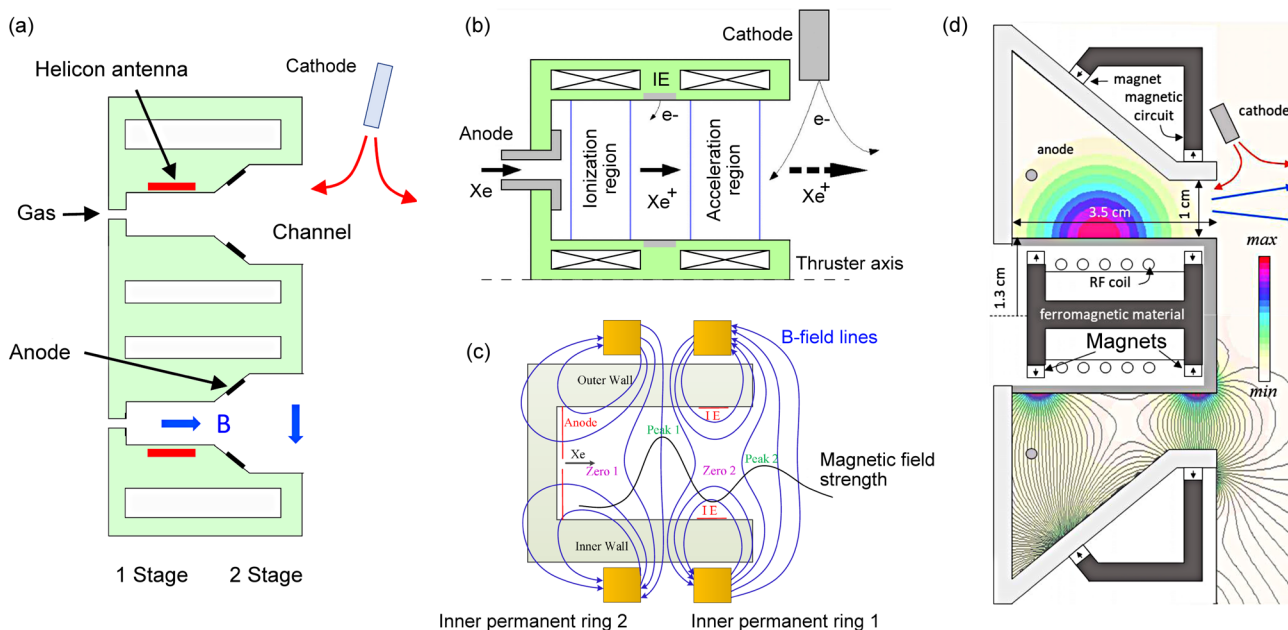 (a)
Helicon antenna
Cathode
Gas
Channel
Anode
B
1 Stage
2 Stage
(b)
Cathode
IE
e-
e-
Anode
Xe
Ionization
region
Xe+
Acceleration
region
Xe+
Thruster axis
(c)
B-field lines
Outer Wall
Anode
IE
Peak 1
Xe
Zero 1
Zero 2
Peak 2
Magnetic field
strength
IE
Inner Wall
Inner permanent ring 2
Inner permanent ring 1
(d)
magnet
magnetic
circuit
cathode
anode
3.5 cm
1 cm
1.3 cm
RF coil
ferromagnetic material
Magnets
max
min